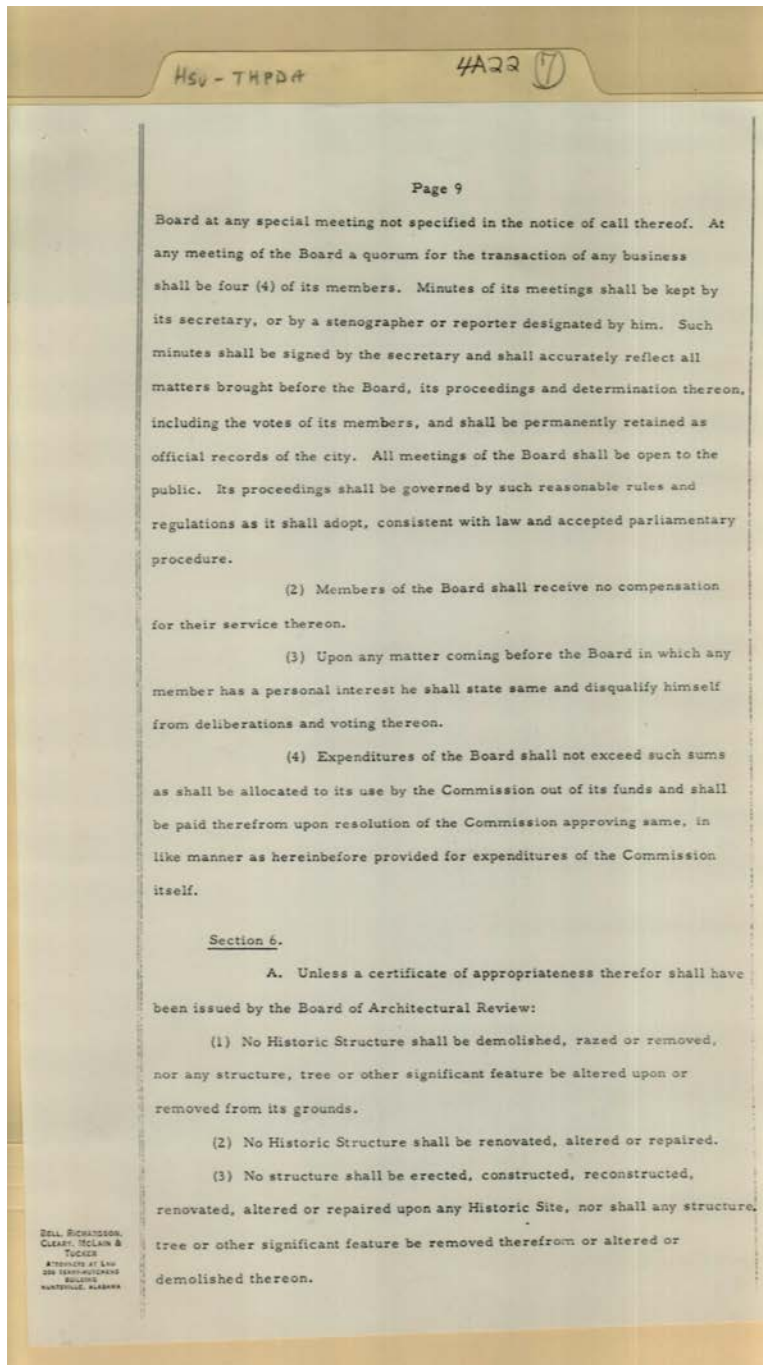 HSV - THPDA
4A22 (7)
Page 9
Board at any special meeting not specified in the notice of call thereof. At
any meeting of the Board a quorum for the transaction of any business
shall be four (4) of its members. Minutes of its meetings shall be kept by
its secretary, or by a stenographer or reporter designated by him. Such
minutes shall be signed by the secretary and shall accurately reflect all
matters brought before the Board, its proceedings and determination thereon,
including the votes of its members, and shall be permanently retained as
official records of the city. All meetings of the Board shall be open to the
public. Its proceedings shall be governed by such reasonable rules and
regulations as it shall adopt, consistent with law and accepted parliamentary
procedure.
(2) Members of the Board shall receive no compensation
for their service thereon.
(3) Upon any matter coming before the Board in which any
member has a personal interest he shall state same and disqualify himself
from deliberations and voting thereon.
(4) Expenditures of the Board shall not exceed such sums
as shall be allocated to its use by the Commission out of its funds and shall
be paid therefrom upon resolution of the Commission approving same, in
like manner as hereinbefore provided for expenditures of the Commission
itself.
Section 6.
A. Unless a certificate of appropriateness therefor shall have
been issued by the Board of Architectural Review:
(1) No Historic Structure shall be demolished, razed or removed,
nor any structure, tree or other significant feature be altered upon or
removed from its grounds.
(2) No Historic Structure shall be renovated, altered or repaired.
(3) No structure shall be erected, constructed, reconstructed,
renovated, altered or repaired upon any Historic Site, nor shall any structure,
tree or other significant feature be removed therefrom or altered or
demolished thereon.
BELL, RICHARDSON,
CLEARY, MCLAIN &
TUCKER
ATTORNEYS AT LAW
BUILDING
HUNTSVILLE, ALABAMA